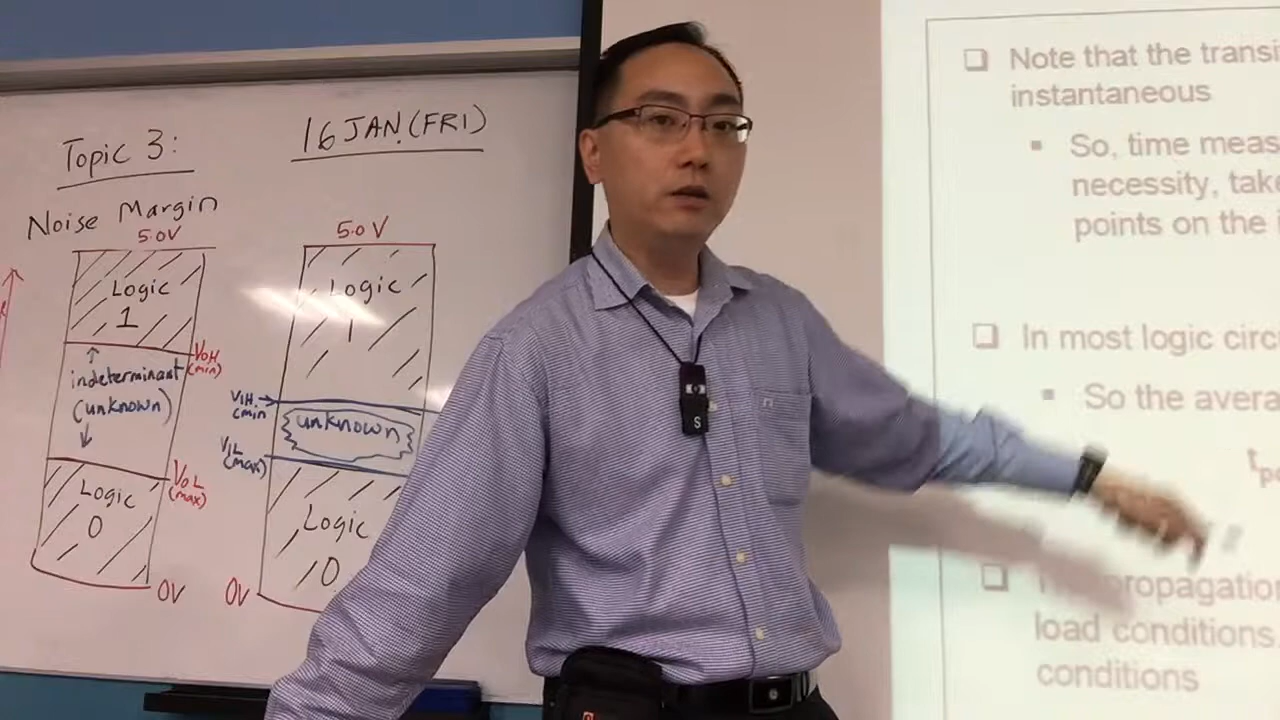 Topic 3:
16 JAN. (FRI)
Noise Margin
5.0V
Logic
1
VOH
(min)
indeterminant
(unknown)
VOL
(max)
Logic
0
0V
5.0V
Logic
1
VIH
(min
unknown
VIL
(max)
Logic
0
0V
S
Note that the transi
instantaneous
So, time meas
necessity, take
points on the
In most logic circu
So the avera
t
ropagation
load conditions.
conditions